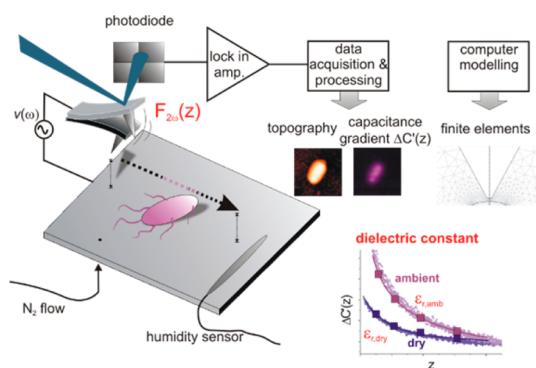 photodiode
lock in
amp.
data
acquisition &
processing
computer
modelling
v(ω)
F2ω(z)
topography
capacitance
gradient ΔC'(z)
finite elements
N2 flow
humidity sensor
dielectric constant
ambient
εr,amb
εr,dry
dry
ΔC'(z)
z